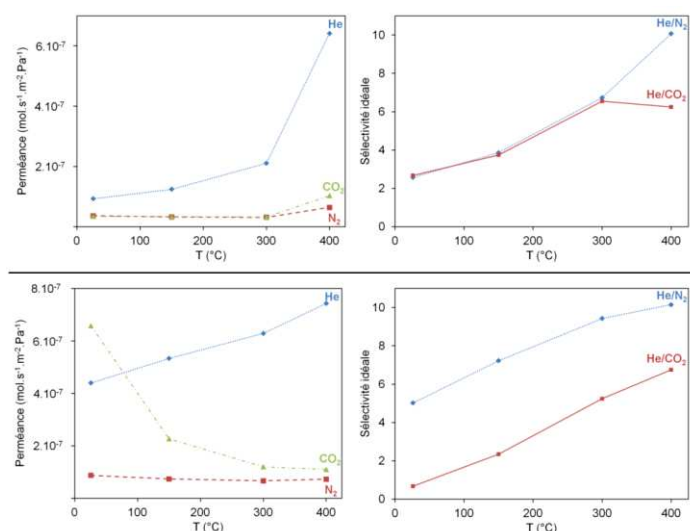 He
6.10⁻⁷
4.10⁻⁷
2.10⁻⁷
CO₂
N₂
0 100 200 300 400
T (°C)
Perméance (mol.s⁻¹.m⁻².Pa⁻¹)
He/N₂
He/CO₂
10
8
6
4
2
0
0 100 200 300 400
T (°C)
Sélectivité idéale
8.10⁻⁷
He
6.10⁻⁷
4.10⁻⁷
2.10⁻⁷
CO₂
N₂
0 100 200 300 400
T (°C)
Perméance (mol.s⁻¹.m⁻².Pa⁻¹)
He/N₂
He/CO₂
10
8
6
4
2
0
0 100 200 300 400
T (°C)
Sélectivité idéale